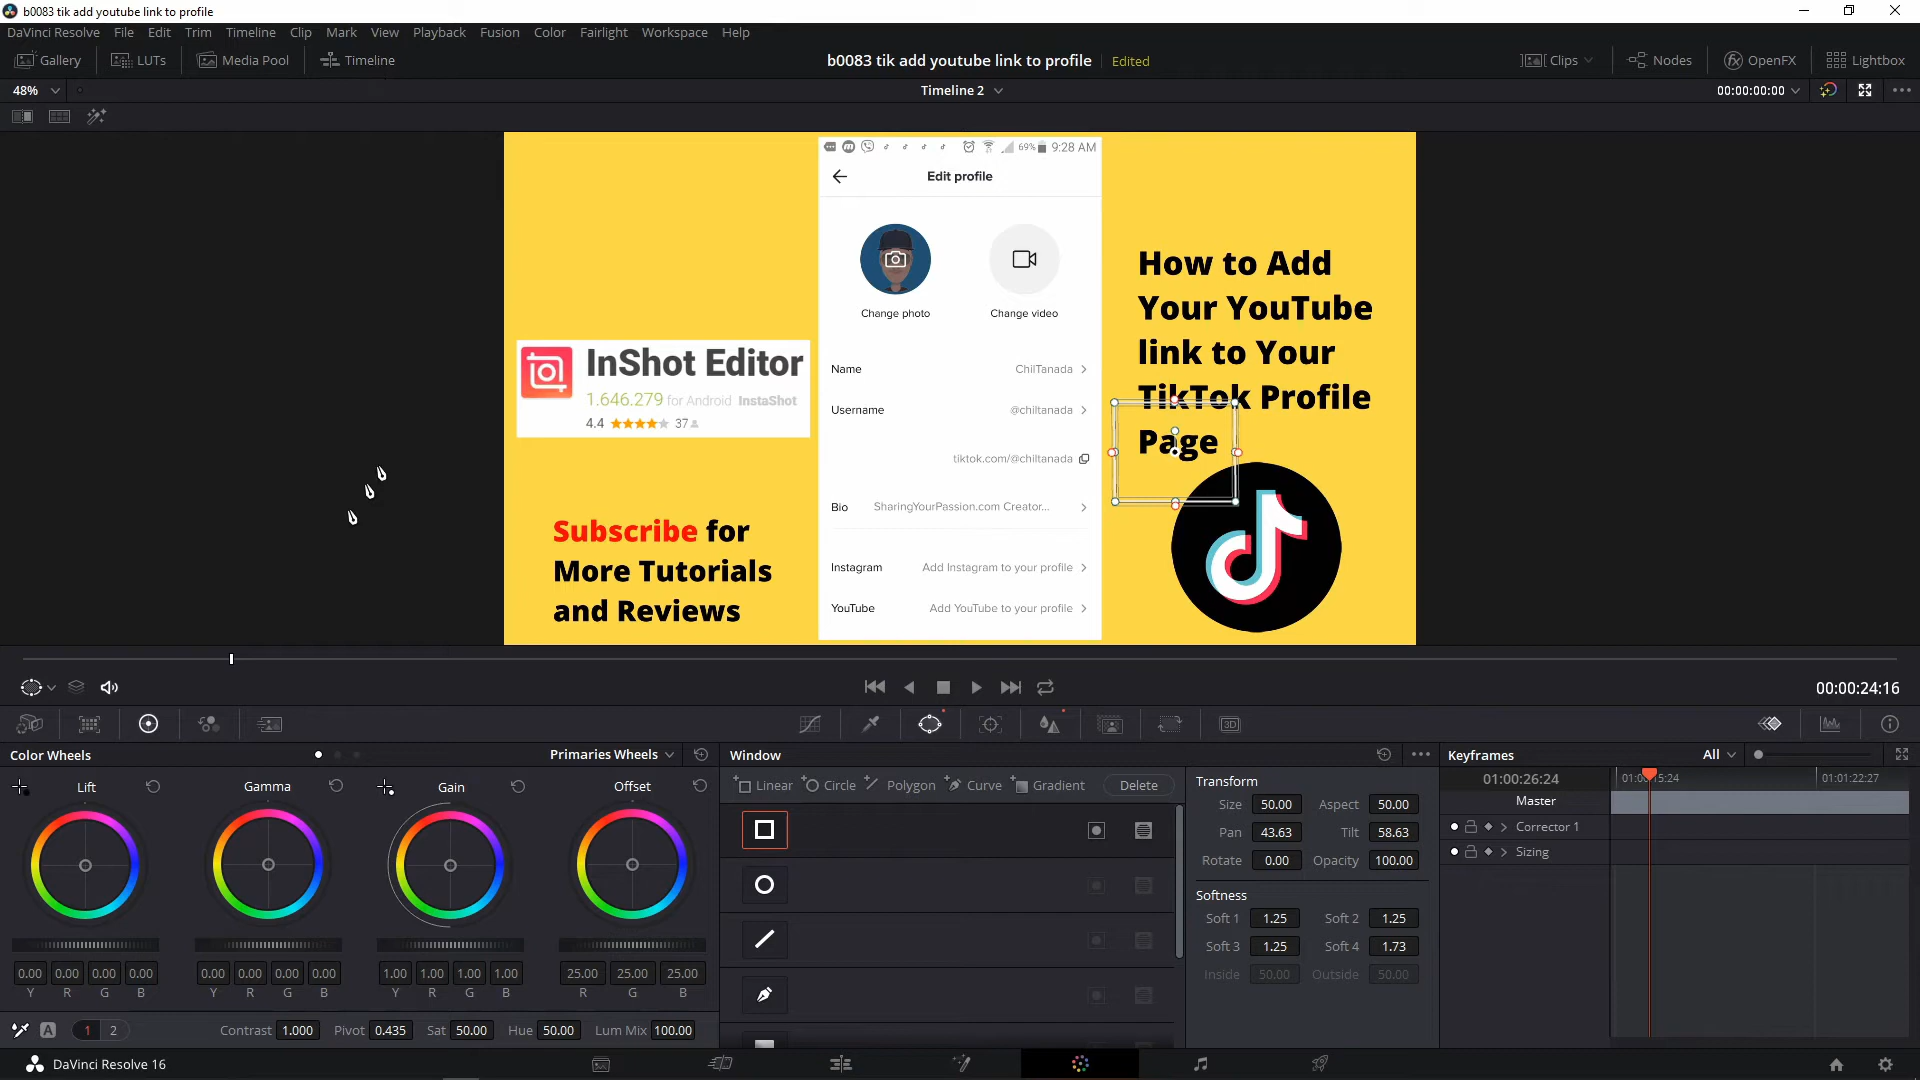 b0083 tik add youtube link to profile
DaVinci Resolve File Edit Trim Timeline Clip Mark View Playback Fusion Color Fairlight Workspace Help
Gallery LUTs Media Pool Timeline b0083 tik add youtube link to profile Edited Clips Nodes OpenFX Lightbox
48% Timeline 2 00:00:00:00
69% 9:28 AM
Edit profile
Change photo Change video
Name ChilTanada
Username @chiltanada
tiktok.com/@chiltanada
Bio SharingYourPassion.com Creator...
Instagram Add Instagram to your profile
YouTube Add YouTube to your profile
InShot Editor
1.646.279 for Android InstaShot
4.4 37
Subscribe for
More Tutorials
and Reviews
How to Add
Your YouTube
link to Your
TikTok Profile
Page
00:00:24:16
Color Wheels Primaries Wheels
Lift Gamma Gain Offset
0.00 0.00 0.00 0.00 0.00 0.00 0.00 0.00 1.00 1.00 1.00 1.00 25.00 25.00 25.00
Y R G B Y R G B Y R G B R G B
A 1 2 Contrast 1.000 Pivot 0.435 Sat 50.00 Hue 50.00 Lum Mix 100.00
Window
Linear Circle Polygon Curve Gradient Delete
Transform
Size 50.00 Aspect 50.00
Pan 43.63 Tilt 58.63
Rotate 0.00 Opacity 100.00
Softness
Soft 1 1.25 Soft 2 1.25
Soft 3 1.25 Soft 4 1.73
Inside 50.00 Outside 50.00
3D
Keyframes All
01:00:26:24 01:01:22:27
Master
Corrector 1
Sizing
DaVinci Resolve 16